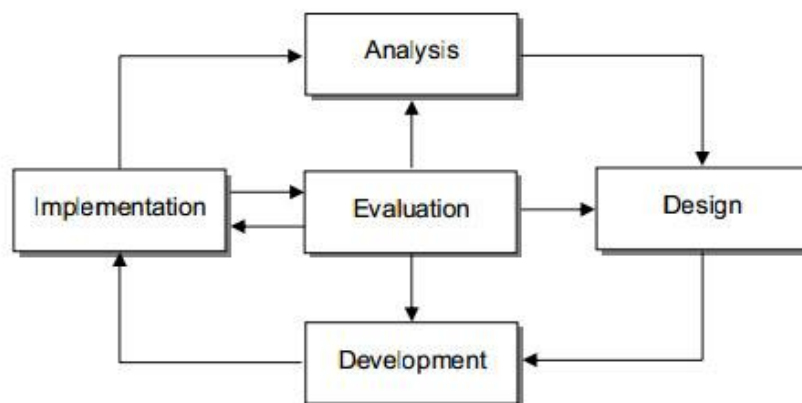 Analysis
Implementation
Evaluation
Design
Development